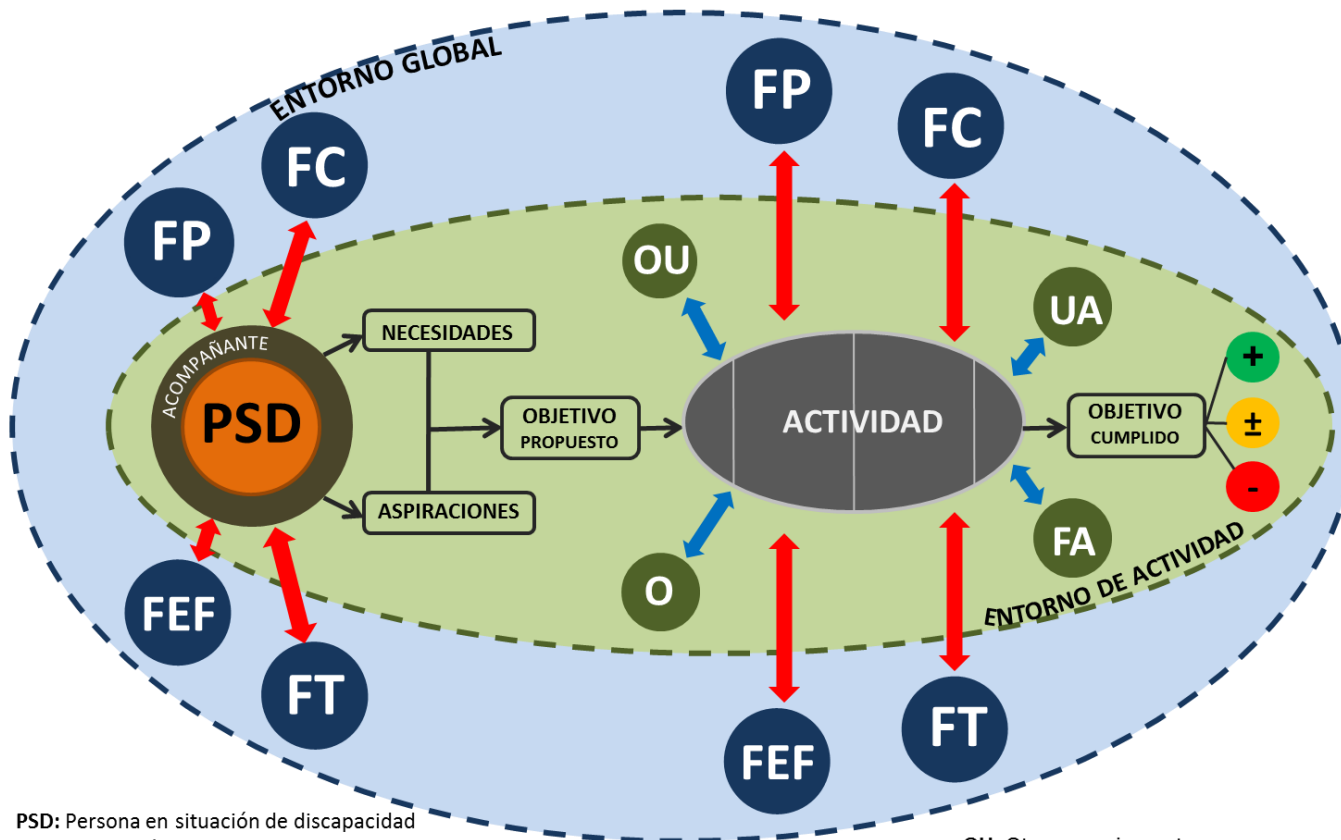 ENTORNO GLOBAL
FP
FC
FC
FP
OU
UA
ACOMPAÑANTE
PSD
NECESIDADES
OBJETIVO
PROPUESTO
ACTIVIDAD
OBJETIVO
CUMPLIDO
+
±
-
ASPIRACIONES
FA
O
FEF
FT
ENTORNO DE ACTIVIDAD
FT
FEF
PSD: Persona en situación de discapacidad